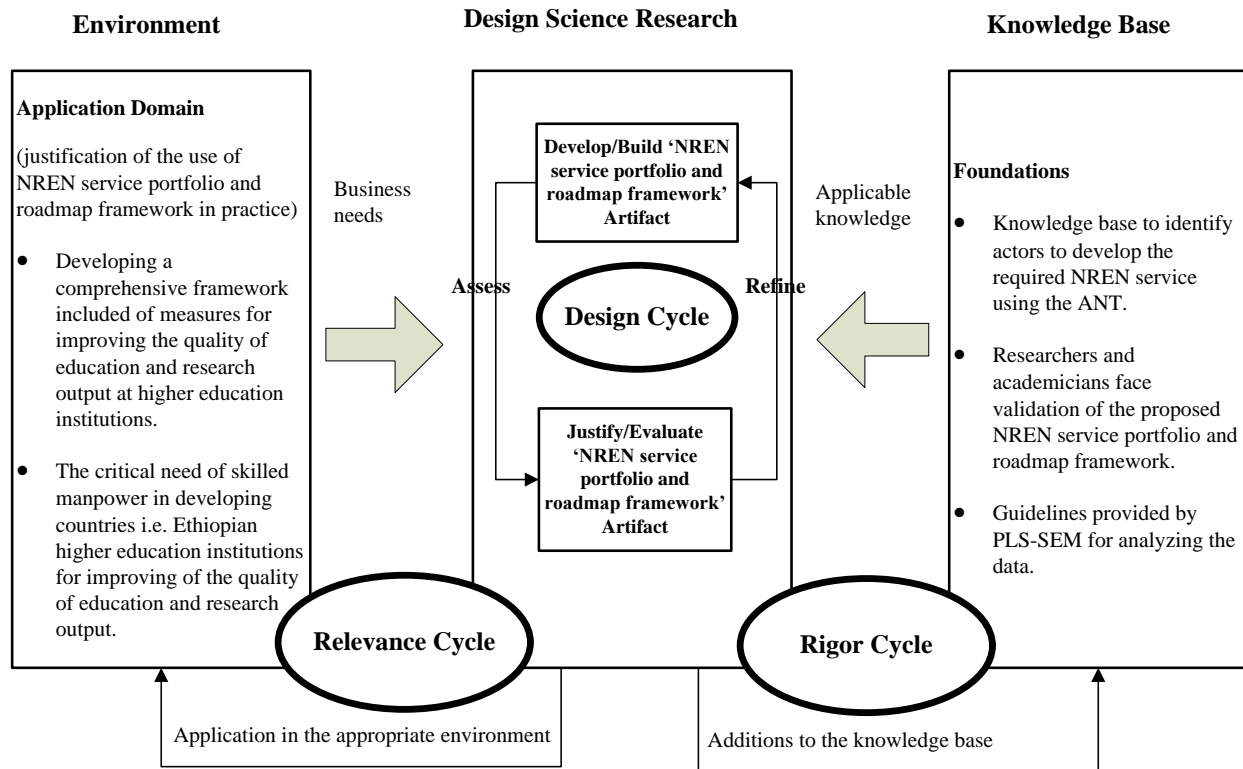 Environment
Design Science Research
Knowledge Base
Application Domain
(justification of the use of
NREN service portfolio and
roadmap framework in practice)
● Developing a
comprehensive framework
included of measures for
improving the quality of
education and research
output at higher education
institutions.
● The critical need of skilled
manpower in developing
countries i.e. Ethiopian
higher education institutions
for improving of the quality
of education and research
output.
Business
needs
Develop/Build ‘NREN
service portfolio and
roadmap framework’
Artifact
Assess
Design Cycle
Refine
Justify/Evaluate
‘NREN service
portfolio and
roadmap framework’
Artifact
Applicable
knowledge
Foundations
● Knowledge base to identify
actors to develop the
required NREN service
using the ANT.
● Researchers and
academicians face
validation of the proposed
NREN service portfolio and
roadmap framework.
● Guidelines provided by
PLS-SEM for analyzing the
data.
Relevance Cycle
Rigor Cycle
Application in the appropriate environment
Additions to the knowledge base